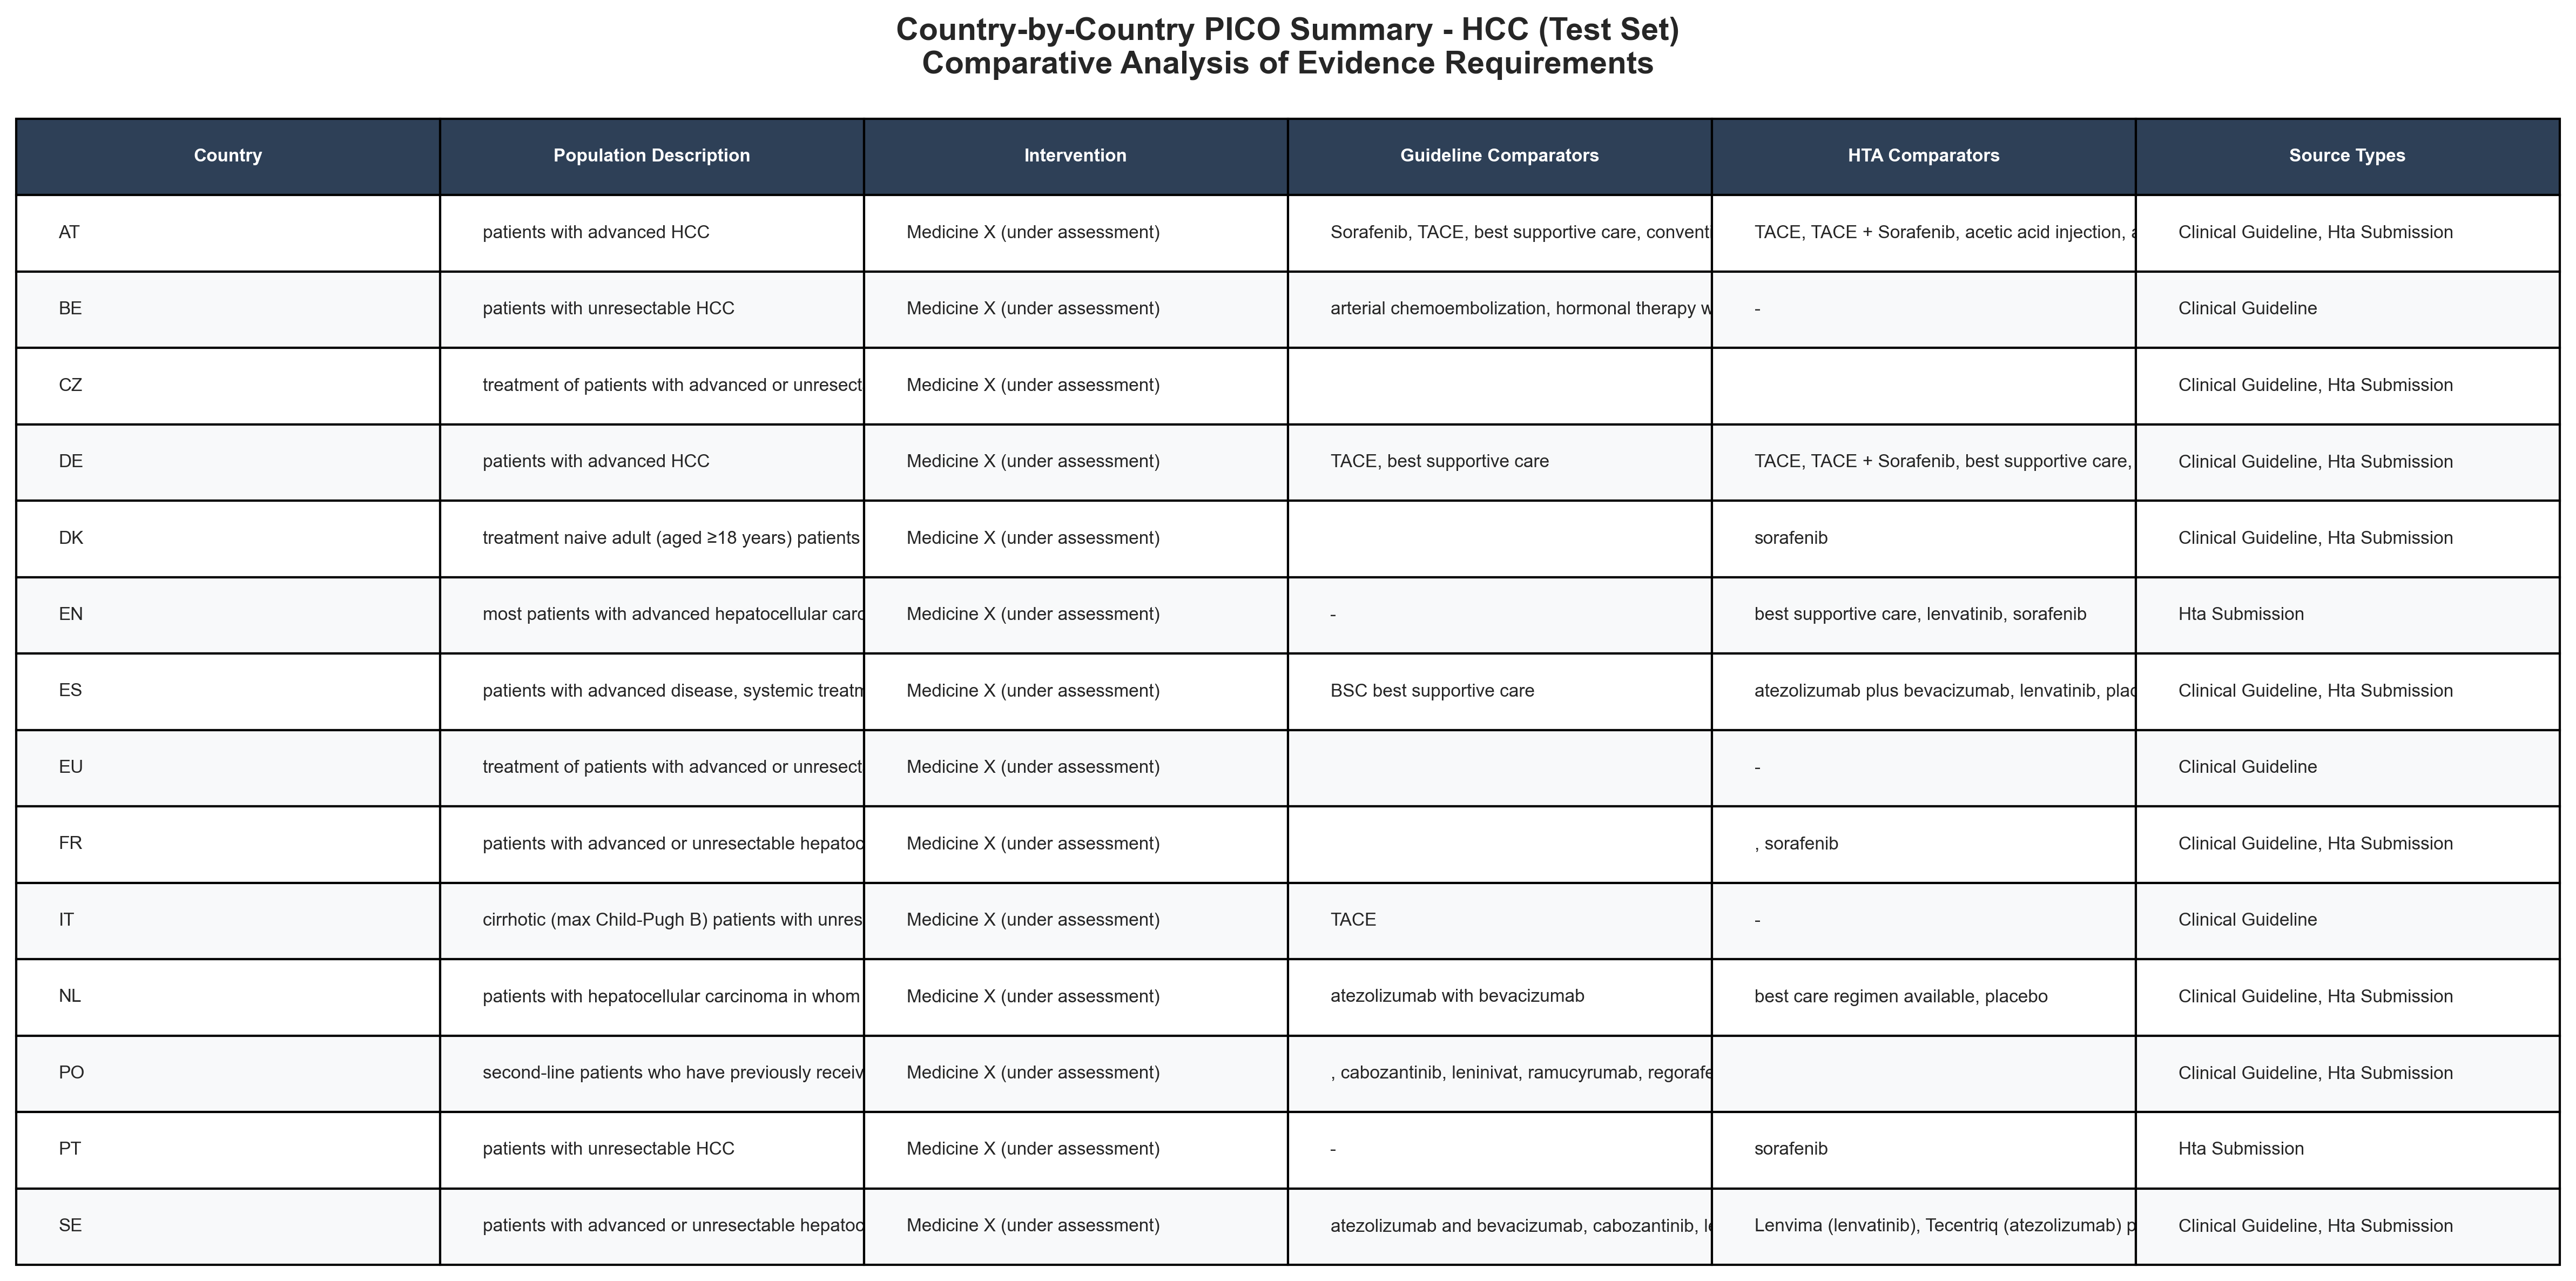 Country-by-Country PICO Summary - HCC (Test Set)
Comparative Analysis of Evidence Requirements
Country Population Description Intervention Guideline Comparators HTA Comparators Source Types
AT patients with advanced HCC Medicine X (under assessment) Sorafenib, TACE, best supportive care, convent TACE, TACE + Sorafenib, acetic acid injection, Clinical Guideline, Hta Submission
BE patients with unresectable HCC Medicine X (under assessment) arterial chemoembolization, hormonal therapy w - Clinical Guideline
CZ treatment of patients with advanced or unresect Medicine X (under assessment) Clinical Guideline, Hta Submission
DE patients with advanced HCC Medicine X (under assessment) TACE, best supportive care TACE, TACE + Sorafenib, best supportive care, Clinical Guideline, Hta Submission
DK treatment naive adult (aged ≥18 years) patients Medicine X (under assessment) sorafenib Clinical Guideline, Hta Submission
EN most patients with advanced hepatocellular carc Medicine X (under assessment) - best supportive care, lenvatinib, sorafenib Hta Submission
ES patients with advanced disease, systemic treatm Medicine X (under assessment) BSC best supportive care atezolizumab plus bevacizumab, lenvatinib, plac Clinical Guideline, Hta Submission
EU treatment of patients with advanced or unresect Medicine X (under assessment) - Clinical Guideline
FR patients with advanced or unresectable hepatoc Medicine X (under assessment) , sorafenib Clinical Guideline, Hta Submission
IT cirrhotic (max Child-Pugh B) patients with unres Medicine X (under assessment) TACE - Clinical Guideline
NL patients with hepatocellular carcinoma in whom Medicine X (under assessment) atezolizumab with bevacizumab best care regimen available, placebo Clinical Guideline, Hta Submission
PO second-line patients who have previously receiv Medicine X (under assessment) , cabozantinib, leninivat, ramucyrumab, regorafe Clinical Guideline, Hta Submission
PT patients with unresectable HCC Medicine X (under assessment) - sorafenib Hta Submission
SE patients with advanced or unresectable hepatoc Medicine X (under assessment) atezolizumab and bevacizumab, cabozantinib, le Lenvima (lenvatinib), Tecentriq (atezolizumab) p Clinical Guideline, Hta Submission